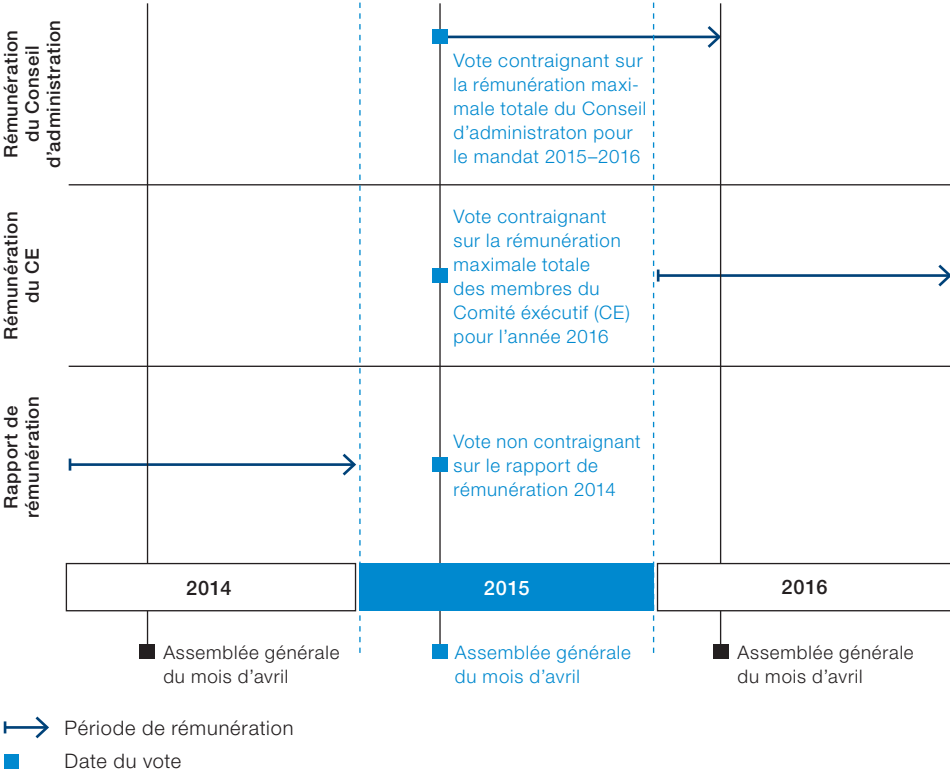 Rémunération
du Conseil
d'administration
Vote contraignant sur
la rémunération maxi-
male totale du Conseil
d'administraton pour
le mandat 2015–2016
Rémunération
du CE
Vote contraignant
sur la rémunération
maximale totale
des membres du
Comité éxécutif (CE)
pour l'année 2016
Rapport de
rémunération
Vote non contraignant
sur le rapport de
rémunération 2014
2014
2015
2016
Assemblée générale
du mois d'avril
Assemblée générale
du mois d'avril
Assemblée générale
du mois d'avril
Période de rémunération
Date du vote